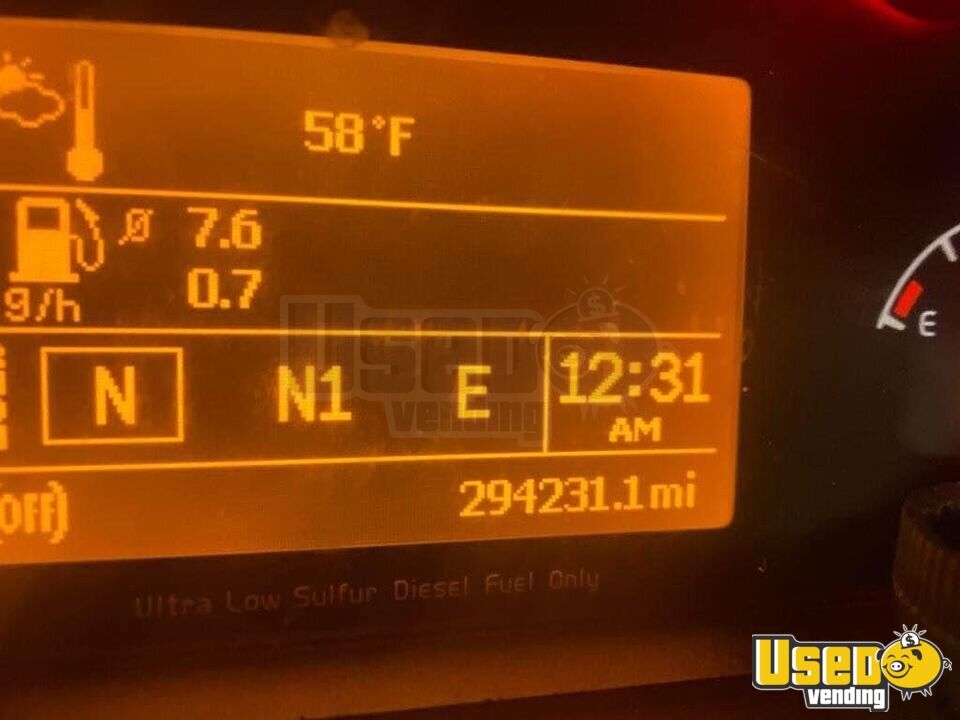 58°F
7.6
0.7
g/h
N N1 E 12:31
AM
OFF)
294231.1mi
E
Ultra Low Sulfur Diesel Fuel Only
USED
vending
USED
vending